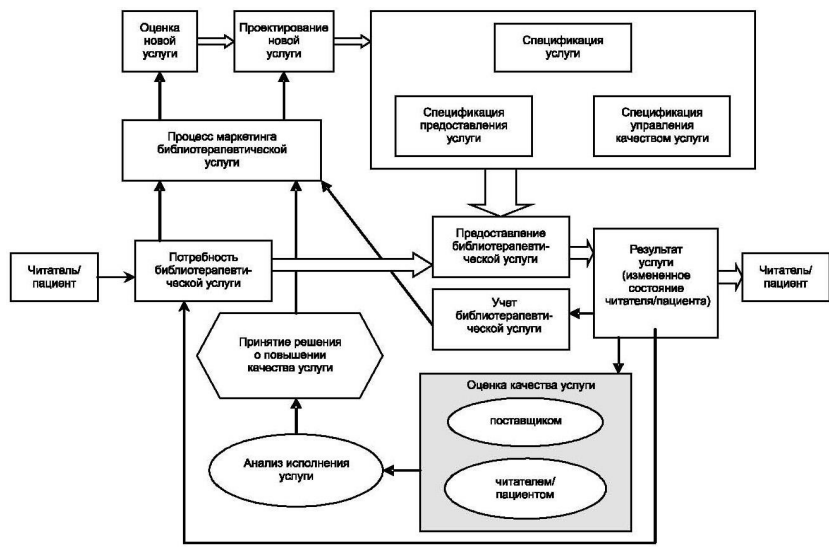 Оценка
новой
услуги
Проектирование
новой
услуги
Спецификация
услуги
Спецификация
предоставления
услуги
Спецификация
управления
качеством услуги
Процесс маркетинга
библиотерапевтической
услуги
Читатель/
пациент
Потребность
библиотерапевти-
ческой услуги
Предоставление
библиотерапевти-
ческой услуги
Результат
услуги
(измененное
состояние
читателя/пациента)
Читатель/
пациент
Учет
библиотерапевти-
ческой услуги
Принятие решения
о повышении
качества услуги
Оценка качества услуги
поставщиком
читателем/
пациентом
Анализ исполнения
услуги